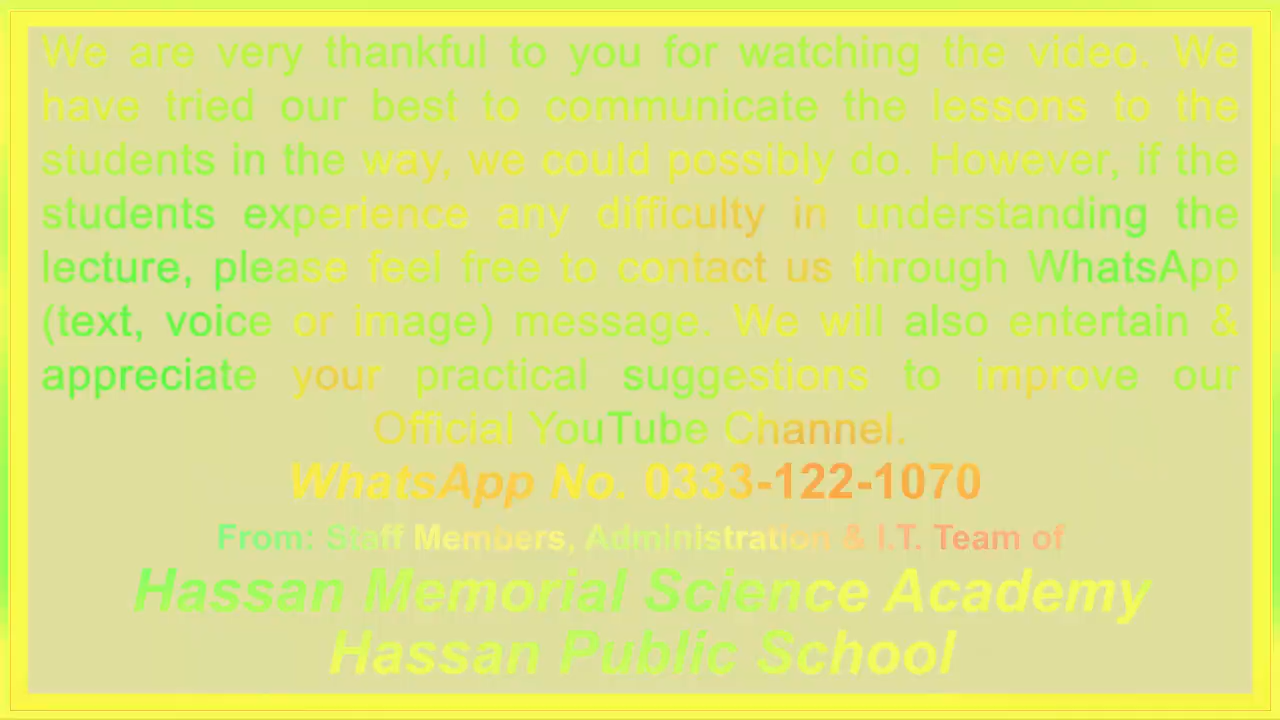 We are very thankful to you for watching the video. We
have tried our best to communicate the lessons to the
students in the way, we could possibly do. However, if the
students experience any difficulty in understanding the
lecture, please feel free to contact us through WhatsApp
(text, voice or image) message. We will also entertain &
appreciate your practical suggestions to improve our
Official YouTube Channel.
WhatsApp No. 0333-122-1070
From: Staff Members, Administration & I.T. Team of
Hassan Memorial Science Academy
Hassan Public School